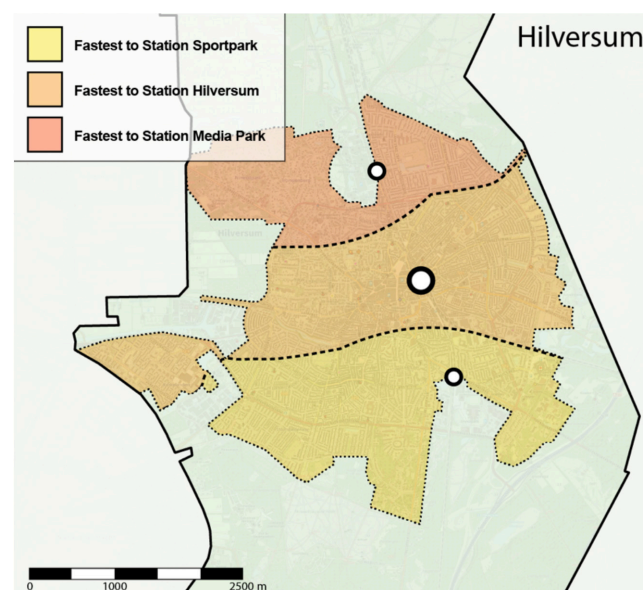 Hilversum
Fastest to Station Sportpark
Fastest to Station Hilversum
Fastest to Station Media Park
Hilversum
0 1000 2500 m